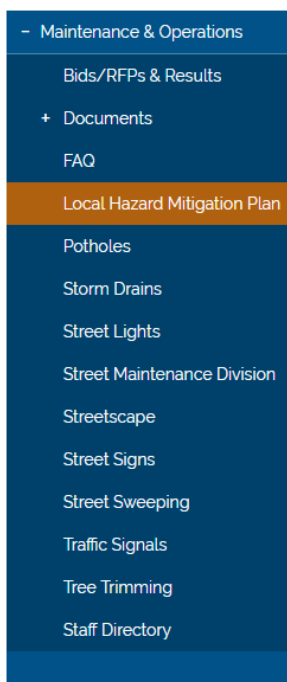 − Maintenance & Operations
Bids/RFPs & Results
+ Documents
FAQ
Local Hazard Mitigation Plan
Potholes
Storm Drains
Street Lights
Street Maintenance Division
Streetscape
Street Signs
Street Sweeping
Traffic Signals
Tree Trimming
Staff Directory